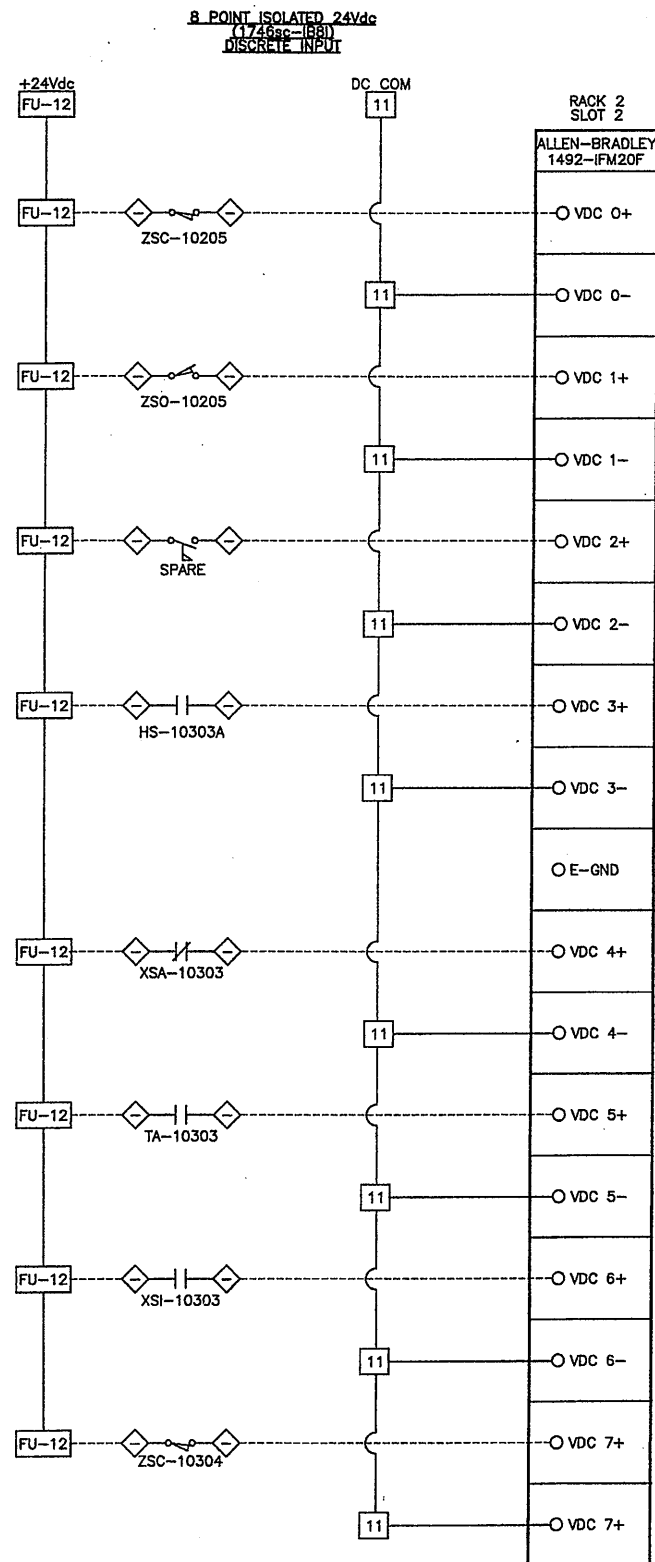 8 POINT ISOLATED 24Vdc
(1746sc-IB8I)
DISCRETE INPUT
+24Vdc
FU-12
DC COM
11
RACK 2
SLOT 2
ALLEN-BRADLEY
1492-IFM20F
FU-12
ZSC-10205
VDC 0+
11
VDC 0-
FU-12
ZSO-10205
VDC 1+
11
VDC 1-
FU-12
SPARE
VDC 2+
11
VDC 2-
FU-12
HS-10303A
VDC 3+
11
VDC 3-
E-GND
FU-12
XSA-10303
VDC 4+
11
VDC 4-
FU-12
TA-10303
VDC 5+
11
VDC 5-
FU-12
XSI-10303
VDC 6+
11
VDC 6-
FU-12
ZSC-10304
VDC 7+
11
VDC 7+